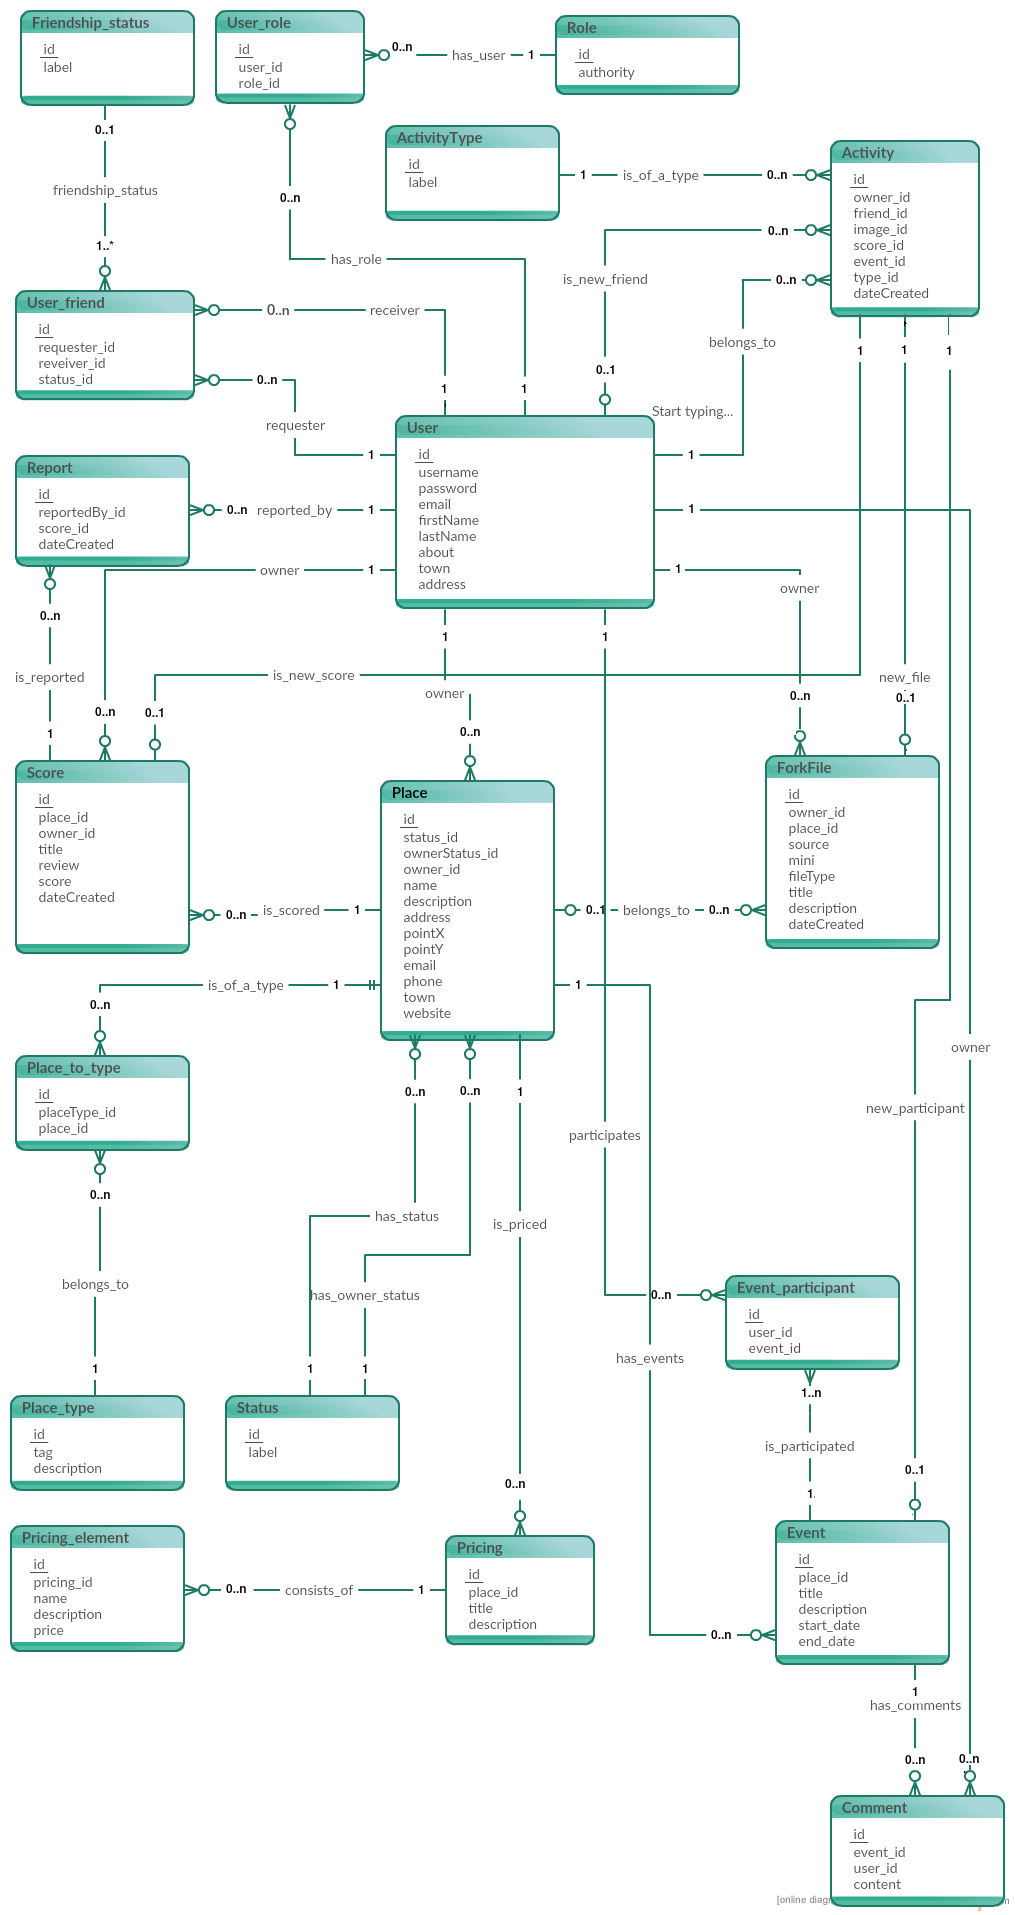 Friendship_status
id
label
User_role
id
user_id
role_id
0..n
has_user
1
Role
id
authority
0..1
friendship_status
1..*
0..n
has_role
1
ActivityType
id
label
1
is_of_a_type
0..n
Activity
id
owner_id
friend_id
image_id
score_id
event_id
type_id
dateCreated
0..n
is_new_friend
0..1
0..n
belongs_to
1
Start typing...
User_friend
id
requester_id
reveiver_id
status_id
0..n
receiver
1
0..n
requester
1
User
id
username
password
email
firstName
lastName
about
town
address
Report
id
reportedBy_id
score_id
dateCreated
0..n
reported_by
1
owner
1
0..n
0..n
is_reported
1
1
is_new_score
0..1
1
new_file
0..1
1
1
1
owner
0..n
1
owner
0..n
1
Score
id
place_id
owner_id
title
review
score
dateCreated
0..n
is_scored
1
Place
id
status_id
ownerStatus_id
owner_id
name
description
address
pointX
pointY
email
phone
town
website
ForkFile
id
owner_id
place_id
source
mini
fileType
title
description
dateCreated
0..1
belongs_to
0..n
is_of_a_type
1
0..n
1
Place_to_type
id
placeType_id
place_id
0..n
belongs_to
1
0..n
has_status
1
0..n
has_owner_status
1
1
is_priced
0..n
owner
new_participant
participates
0..n
has_events
0..n
Event_participant
id
user_id
event_id
1..n
is_participated
1
0..1
Place_type
id
tag
description
Status
id
label
Pricing_element
id
pricing_id
name
description
price
0..n
consists_of
1
Pricing
id
place_id
title
description
Event
id
place_id
title
description
start_date
end_date
1
has_comments
0..n
0..n
Comment
id
event_id
user_id
content
[online